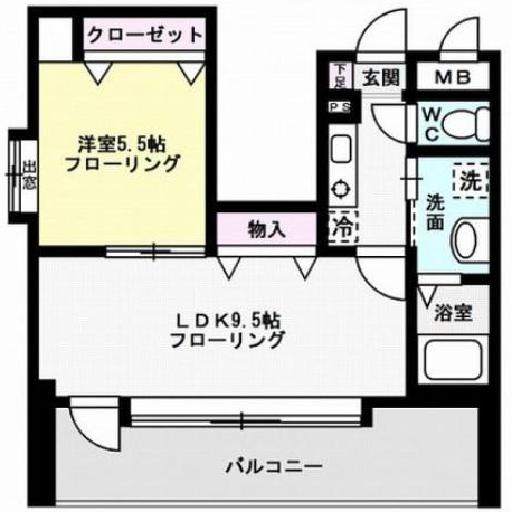 クローゼット
下足
玄関
MB
PS
WC
洋室5.5帖
フローリング
出窓
洗
洗面
物入
冷
浴室
LDK9.5帖
フローリング
バルコニー